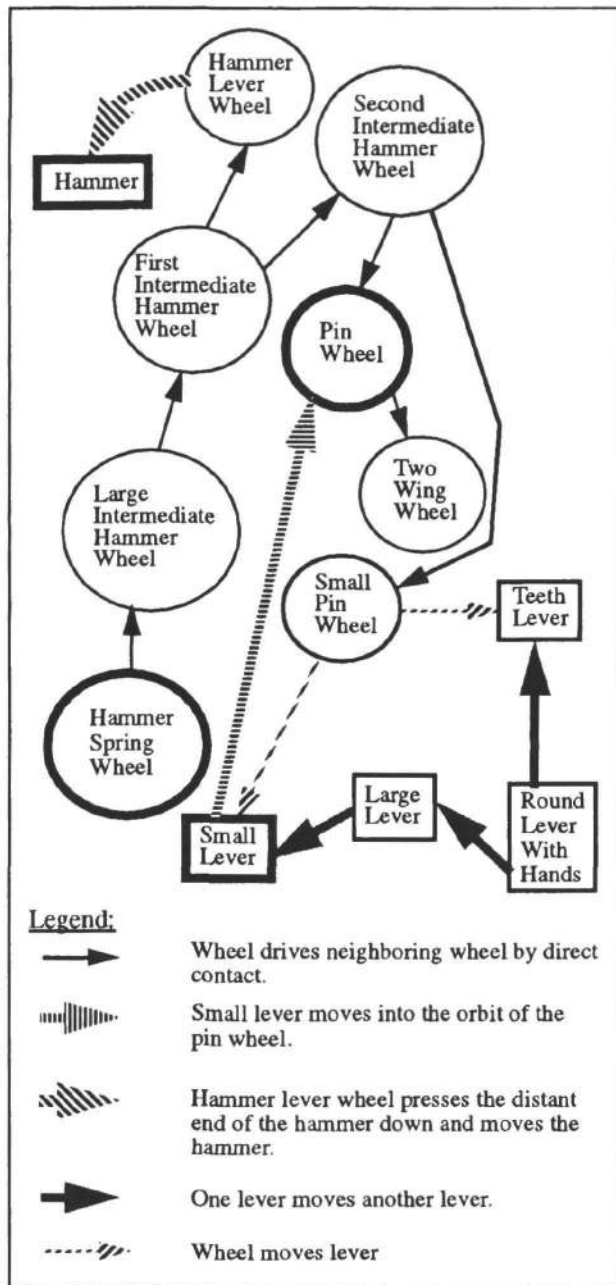 Hammer
Lever
Wheel
Second
Intermediate
Hammer
Wheel
Hammer
First
Intermediate
Hammer
Wheel
Pin
Wheel
Large
Intermediate
Hammer
Wheel
Two
Wing
Wheel
Small
Pin
Wheel
Teeth
Lever
Hammer
Spring
Wheel
Large
Lever
Round
Lever
With
Hands
Small
Lever
Legend:
Wheel drives neighboring wheel by direct
contact.
Small lever moves into the orbit of the
pin wheel.
Hammer lever wheel presses the distant
end of the hammer down and moves the
hammer.
One lever moves another lever.
Wheel moves lever